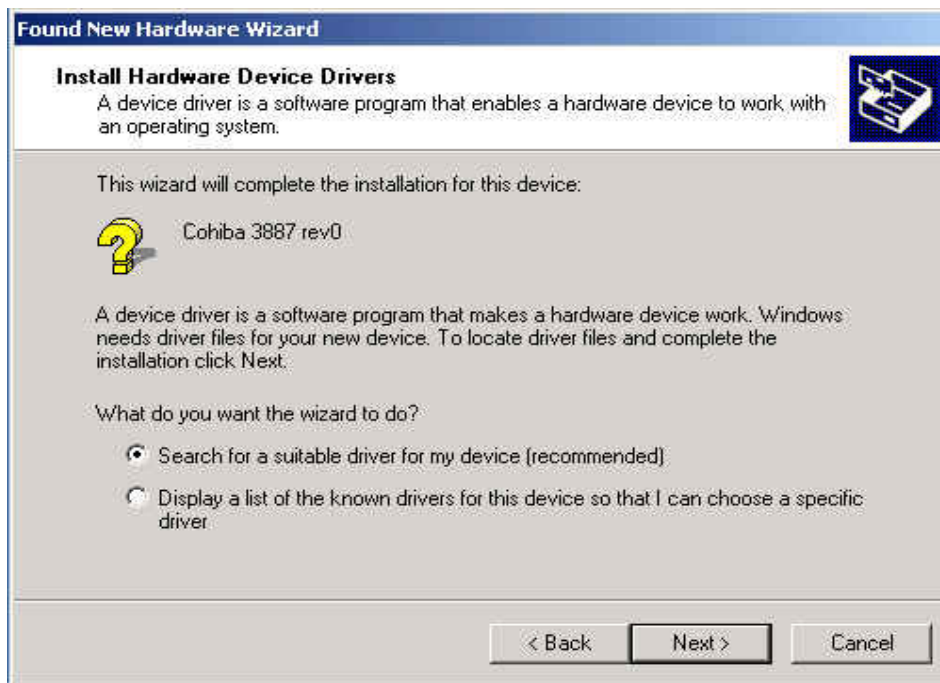 Found New Hardware Wizard
Install Hardware Device Drivers
A device driver is a software program that enables a hardware device to work with
an operating system.
This wizard will complete the installation for this device:
Cohiba 3887 rev0
A device driver is a software program that makes a hardware device work. Windows
needs driver files for your new device. To locate driver files and complete the
installation click Next.
What do you want the wizard to do?
Search for a suitable driver for my device (recommended)
Display a list of the known drivers for this device so that I can choose a specific
driver
< Back Next > Cancel